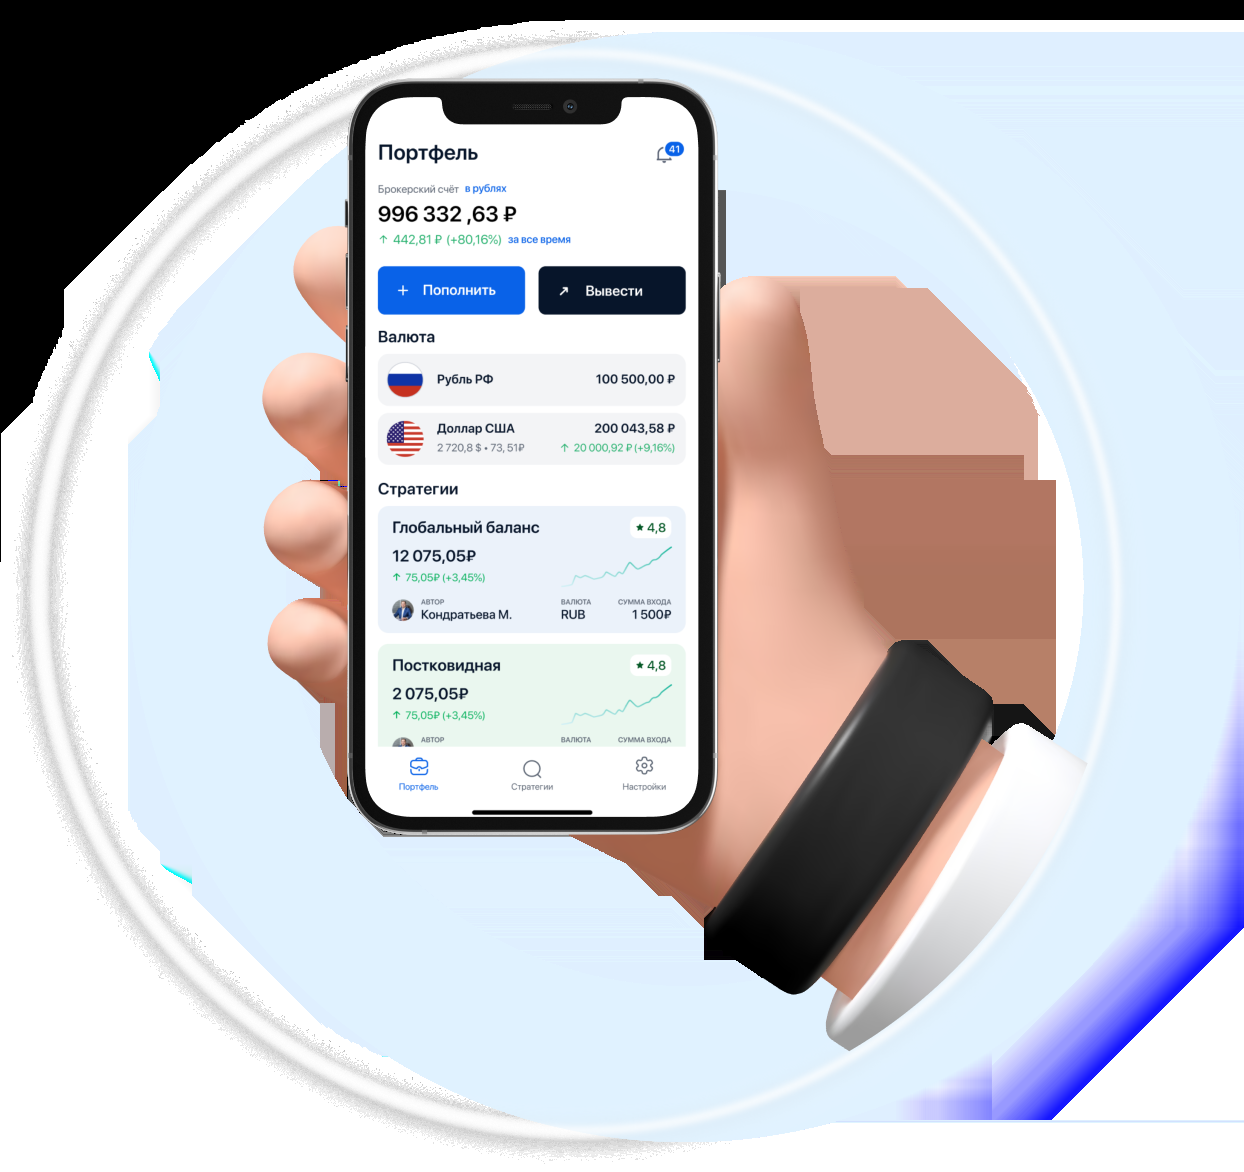 Портфель
41
Брокерский счёт в рублях
996 332 ,63 ₽
↑ 442,81 ₽ (+80,16%) за все время
+ Пополнить
↗ Вывести
Валюта
Рубль РФ 100 500,00 ₽
Доллар США 200 043,58 ₽
2 720,8 $ • 73, 51₽ ↑ 20 000,92 ₽ (+9,16%)
Стратегии
Глобальный баланс ★ 4,8
12 075,05₽
↑ 75,05₽ (+3,45%)
АВТОР ВАЛЮТА СУММА ВХОДА
Кондратьева М. RUB 1 500₽
Постковидная ★ 4,8
2 075,05₽
↑ 75,05₽ (+3,45%)
АВТОР ВАЛЮТА СУММА ВХОДА
Портфель Стратегии Настройки